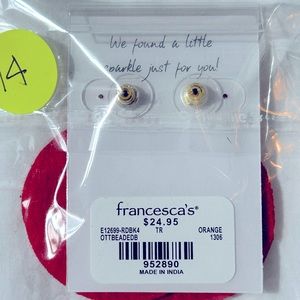 We found a little
sparkle just for you!
14
francesca's®
$24.95
E12699-RDBK4 TR ORANGE
OTTBEADEDB 1306
952890
MADE IN INDIA